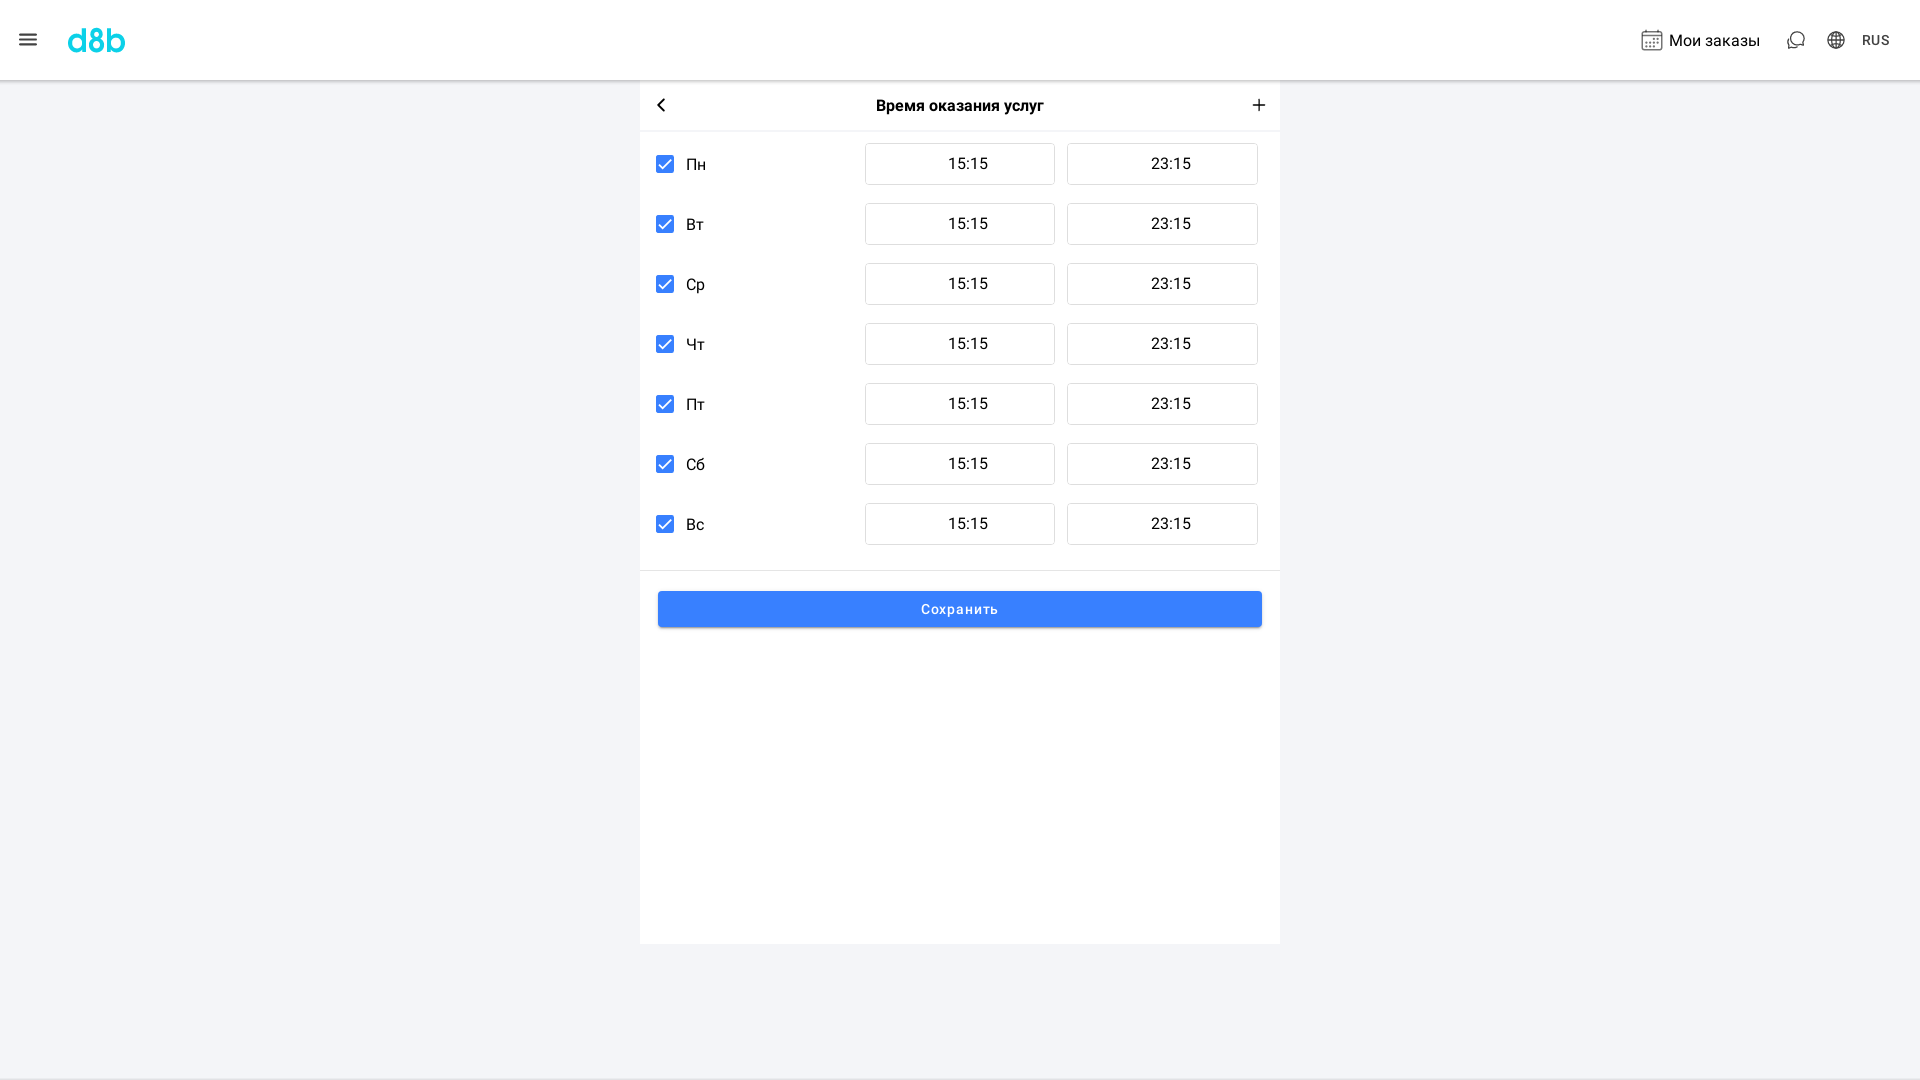 d8b
Мои заказы
RUS
Время оказания услуг
Пн 15:15 23:15
Вт 15:15 23:15
Ср 15:15 23:15
Чт 15:15 23:15
Пт 15:15 23:15
Сб 15:15 23:15
Вс 15:15 23:15
Сохранить